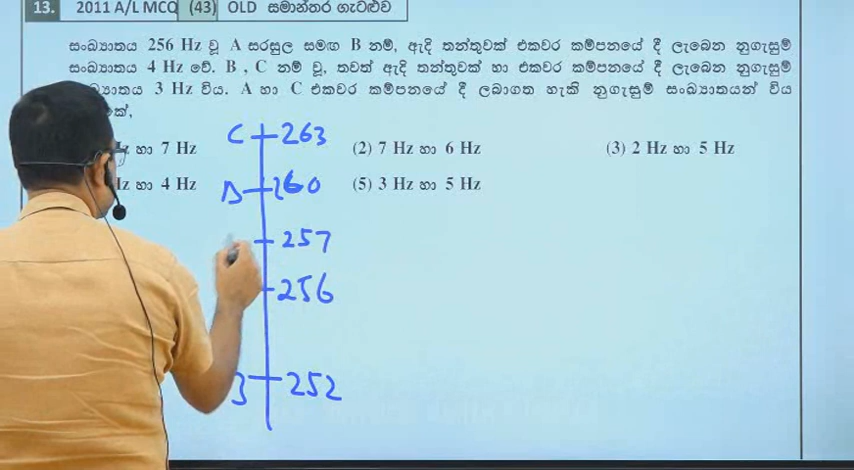 13. 2011 A/L MCQ (43) OLD සමාන්තර ගැටළුව
සංඛ්‍යාතය 256 Hz වූ A සරසුල සමඟ B නම්, ඇදි තන්තුවක් එකවර කම්පනයේ දී ලැබෙන නුගැසුම්
සංඛ්‍යාතය 4 Hz වේ. B , C නම් වූ, තවත් ඇදි තන්තුවක් හා එකවර කම්පනයේ දී ලැබෙන නුගැසුම්
3 Hz විය. A හා C එකවර කම්පනයේ දී ලබාගත හැකි නුගැසුම් සංඛ්‍යාතයන් විය
C 263
Hz හා 7 Hz (2) 7 Hz හා 6 Hz (3) 2 Hz හා 5 Hz
B 260
Hz හා 4 Hz (5) 3 Hz හා 5 Hz
257
256
252